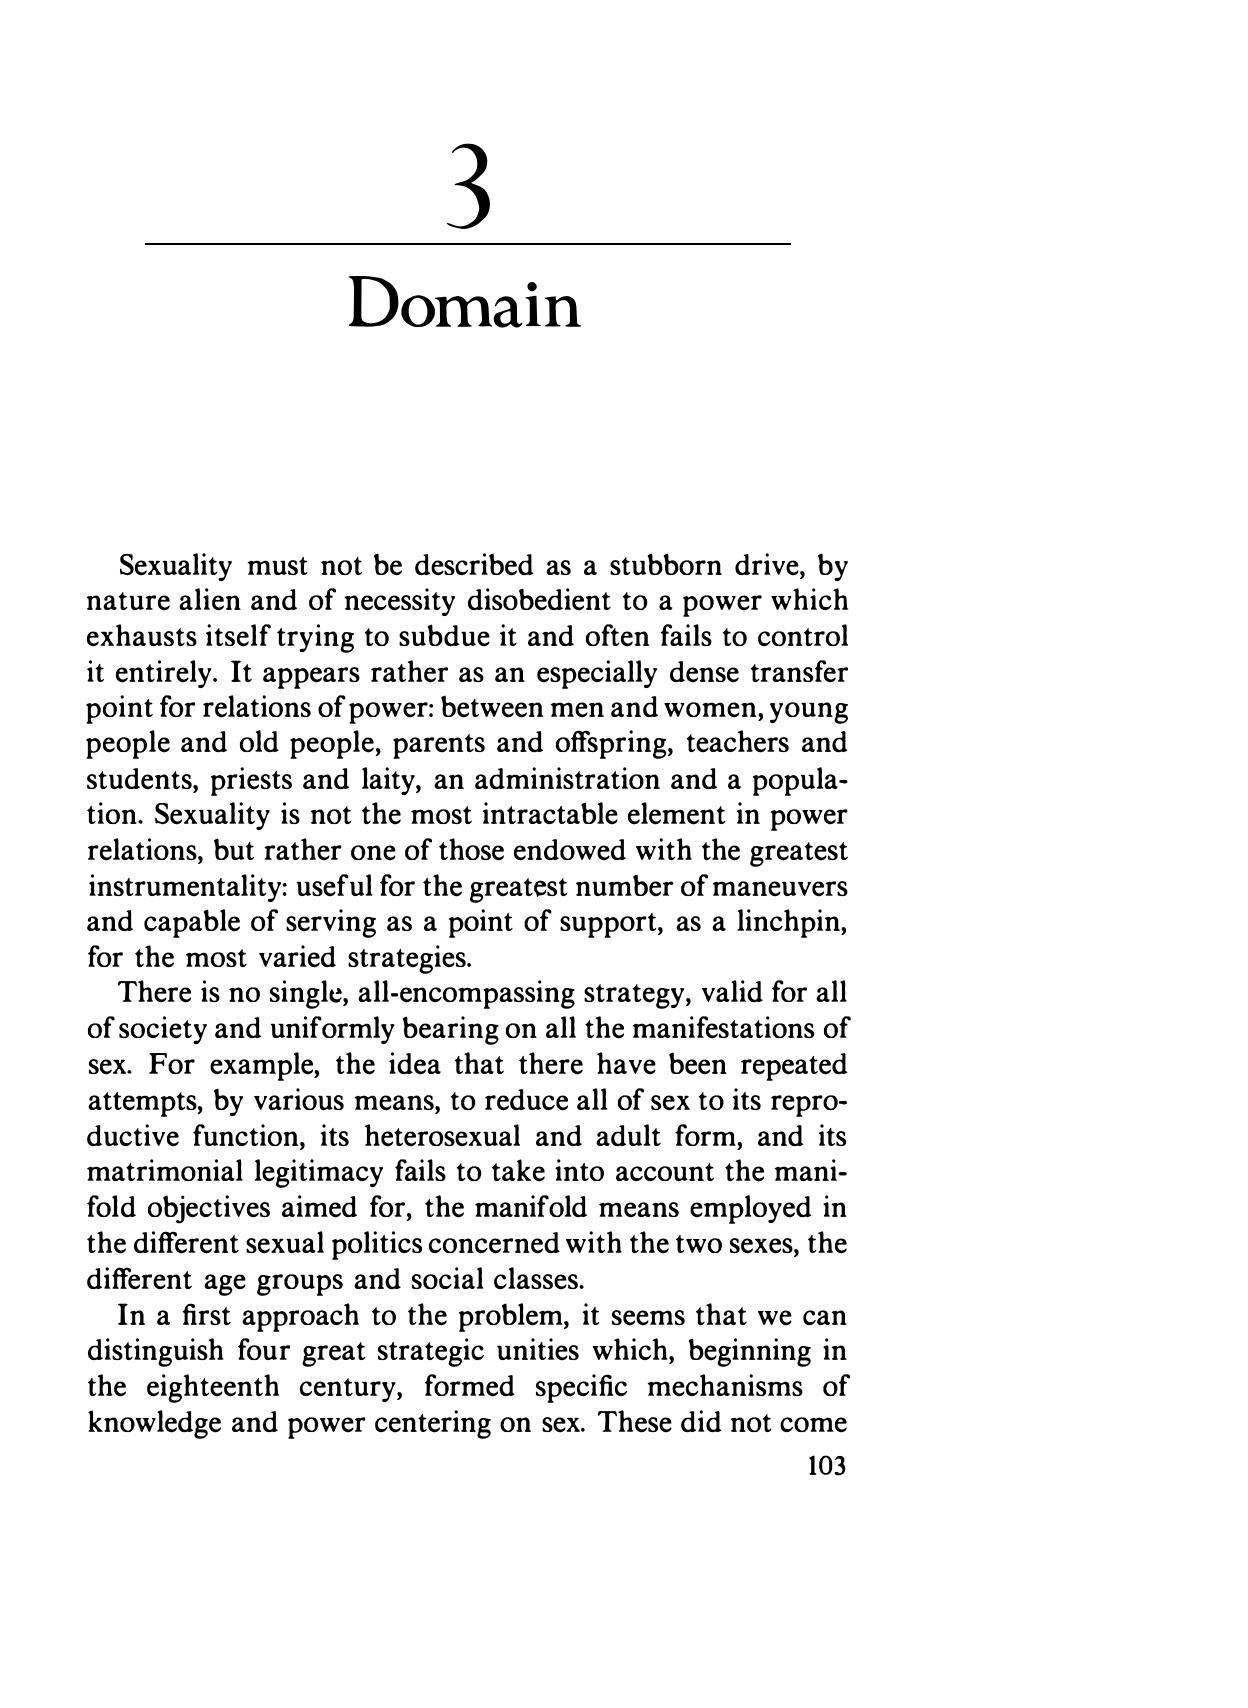 3
Domain
Sexuality must not be described as a stubborn drive, by
nature alien and of necessity disobedient to a power which
exhausts itself trying to subdue it and often fails to control
it entirely. It appears rather as an especially dense transfer
point for relations of power: between men and women, young
people and old people, parents and offspring, teachers and
students, priests and laity, an administration and a popula-
tion. Sexuality is not the most intractable element in power
relations, but rather one of those endowed with the greatest
instrumentality: useful for the greatest number of maneuvers
and capable of serving as a point of support, as a linchpin,
for the most varied strategies.
There is no single, all-encompassing strategy, valid for all
of society and uniformly bearing on all the manifestations of
sex. For example, the idea that there have been repeated
attempts, by various means, to reduce all of sex to its repro-
ductive function, its heterosexual and adult form, and its
matrimonial legitimacy fails to take into account the mani-
fold objectives aimed for, the manifold means employed in
the different sexual politics concerned with the two sexes, the
different age groups and social classes.
In a first approach to the problem, it seems that we can
distinguish four great strategic unities which, beginning in
the eighteenth century, formed specific mechanisms of
knowledge and power centering on sex. These did not come
103